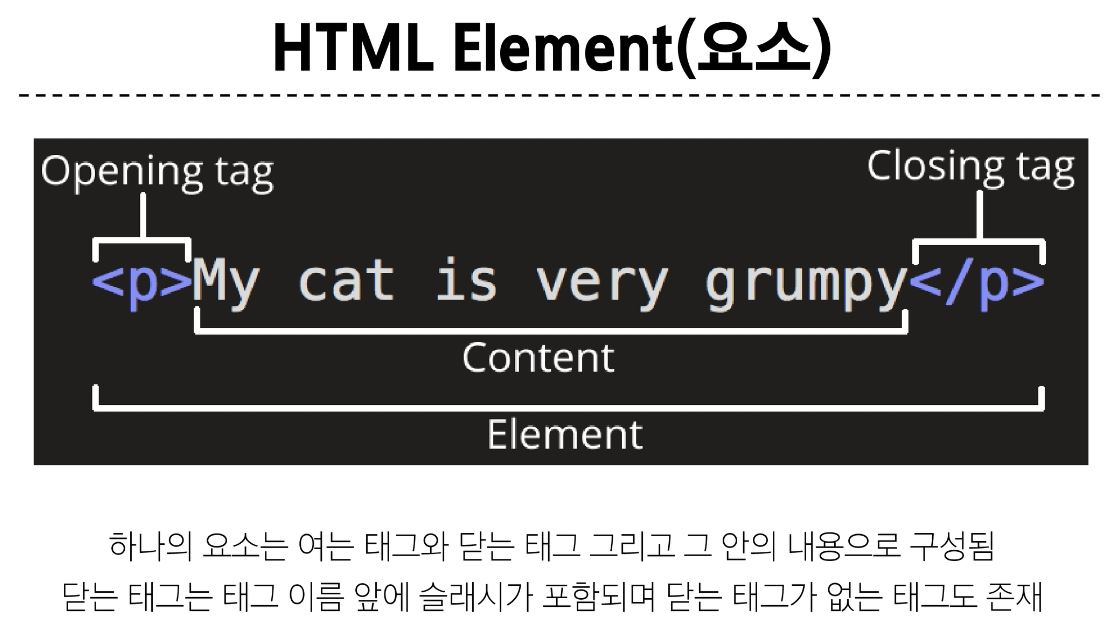 HTML Element(요소)
Opening tag
Closing tag
<p>My cat is very grumpy</p>
Content
Element
하나의 요소는 여는 태그와 닫는 태그 그리고 그 안의 내용으로 구성됨
닫는 태그는 태그 이름 앞에 슬래시가 포함되며 닫는 태그가 없는 태그도 존재